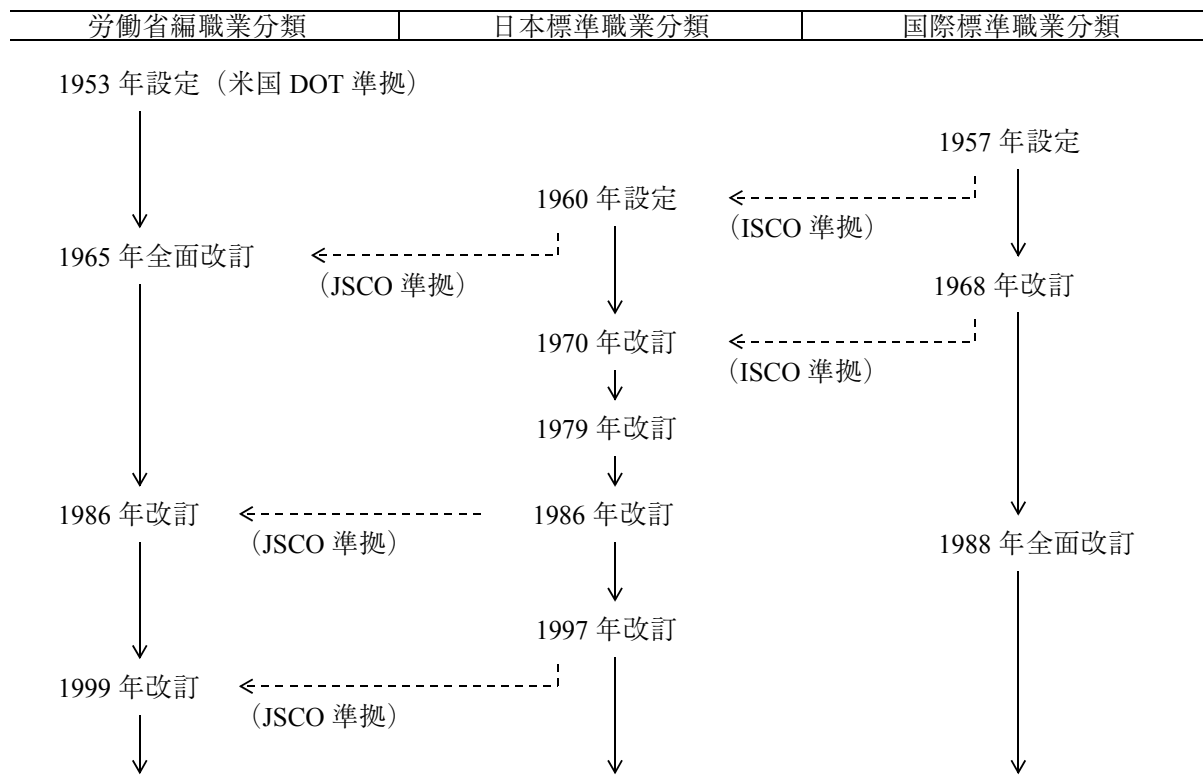 労働省編職業分類 日本標準職業分類 国際標準職業分類
1953 年設定（米国 DOT 準拠）
1957 年設定
1960 年設定
（ISCO 準拠）
1965 年全面改訂
（JSCO 準拠）
1968 年改訂
1970 年改訂
（ISCO 準拠）
1979 年改訂
1986 年改訂 1986 年改訂
（JSCO 準拠）
1988 年全面改訂
1997 年改訂
1999 年改訂
（JSCO 準拠）